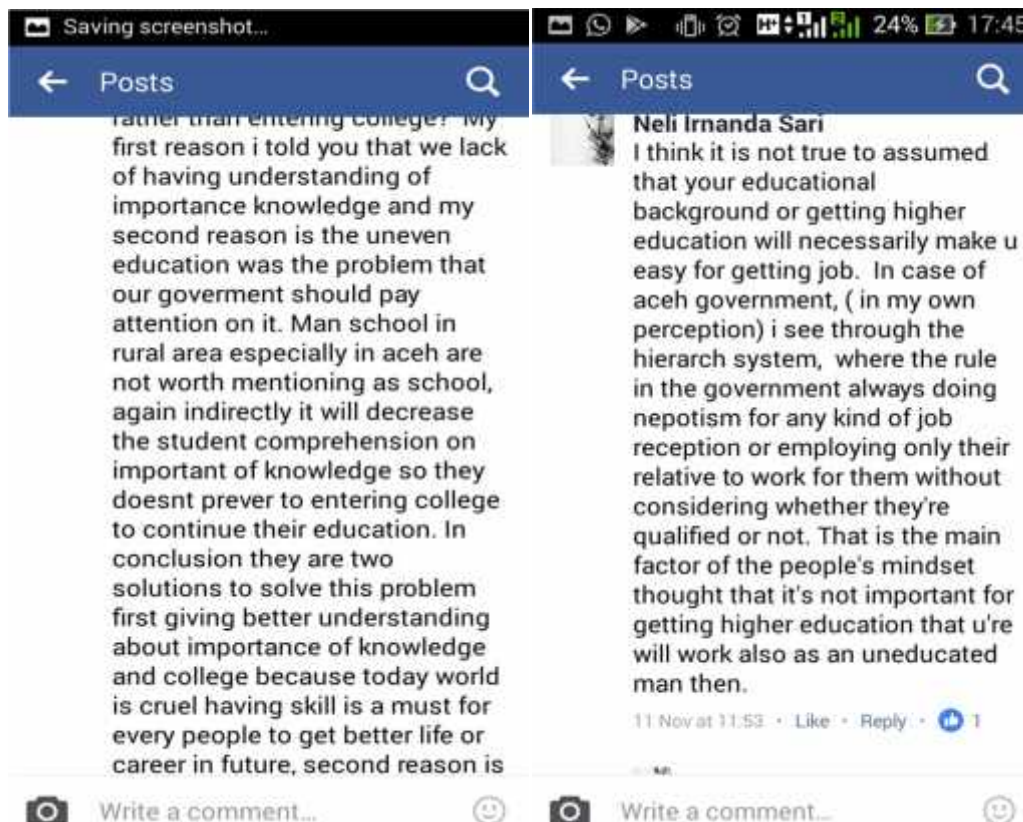 Saving screenshot...
Posts
rather than entering college? My
first reason i told you that we lack
of having understanding of
importance knowledge and my
second reason is the uneven
education was the problem that
our goverment should pay
attention on it. Man school in
rural area especially in aceh are
not worth mentioning as school,
again indirectly it will decrease
the student comprehension on
important of knowledge so they
doesnt prever to entering college
to continue their education. In
conclusion they are two
solutions to solve this problem
first giving better understanding
about importance of knowledge
and college because today world
is cruel having skill is a must for
every people to get better life or
career in future, second reason is
Write a comment...
24% 17:45
Posts
Neli Irnanda Sari
I think it is not true to assumed
that your educational
background or getting higher
education will necessarily make u
easy for getting job. In case of
aceh government, ( in my own
perception) i see through the
hierarch system, where the rule
in the government always doing
nepotism for any kind of job
reception or employing only their
relative to work for them without
considering whether they're
qualified or not. That is the main
factor of the people's mindset
thought that it's not important for
getting higher education that u're
will work also as an uneducated
man then.
11 Nov at 11:53 · Like · Reply · 1
Write a comment...